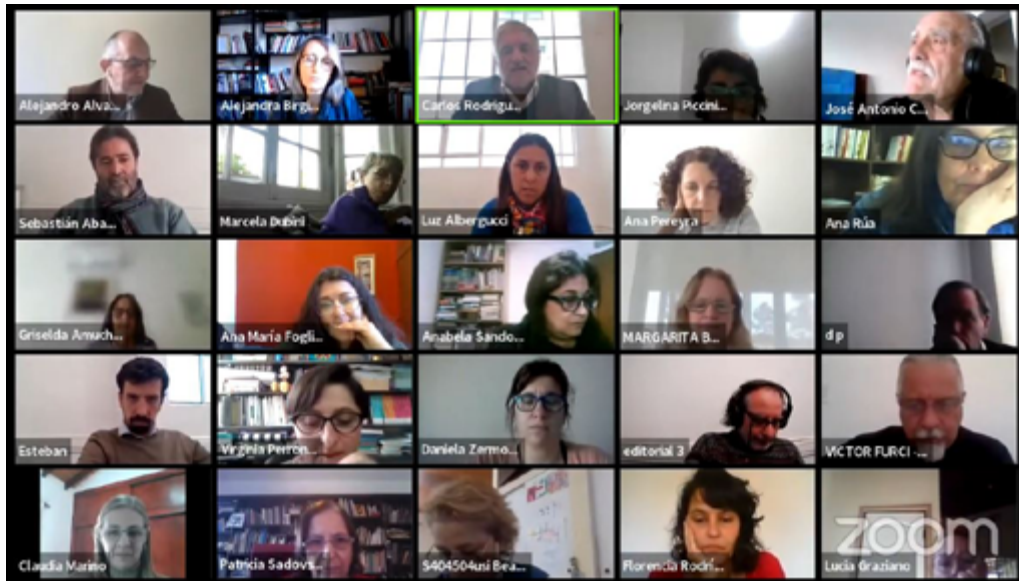 Alejandro Alva...
Alejandra Birgi...
Carlos Rodrigu...
Jorgelina Piccini...
José Antonio C...
Sebastián Aba...
Marcela Dubini
Luz Albergucci
Ana Pereyra
Ana Rúa
Griselda Amuch...
Ana María Fogli...
Anabela Sando...
MARGARITA B...
d p
Esteban
Virginia Perron...
Daniela Zermo...
editorial 3
VICTOR FURCI -...
Claudia Marino
Patricia Sadovs...
S404504usi Bea...
Florencia Rodri...
Lucia Graziano
zoom